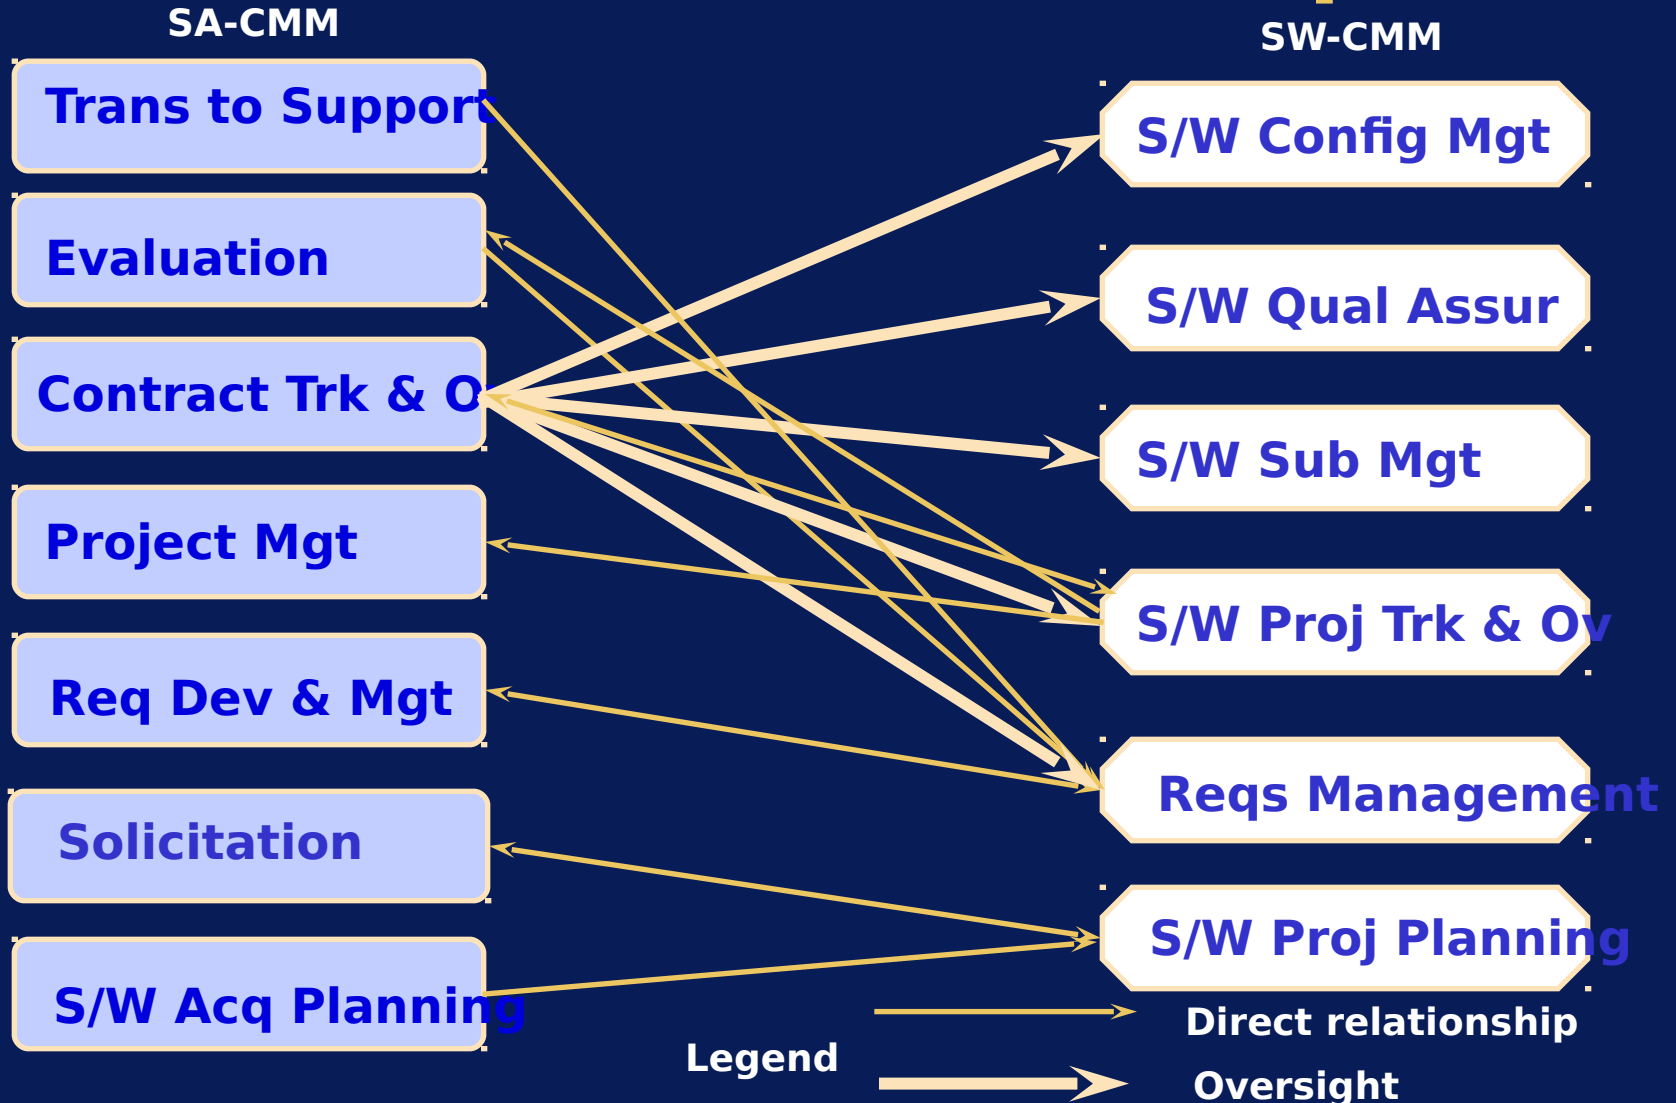 SA-CMM
SW-CMM
Trans to Support
S/W Config Mgt
Evaluation
S/W Qual Assur
Contract Trk & Ov
S/W Sub Mgt
Project Mgt
S/W Proj Trk & Ov
Req Dev & Mgt
Reqs Management
Solicitation
S/W Proj Planning
S/W Acq Planning
Direct relationship
Legend
Oversight